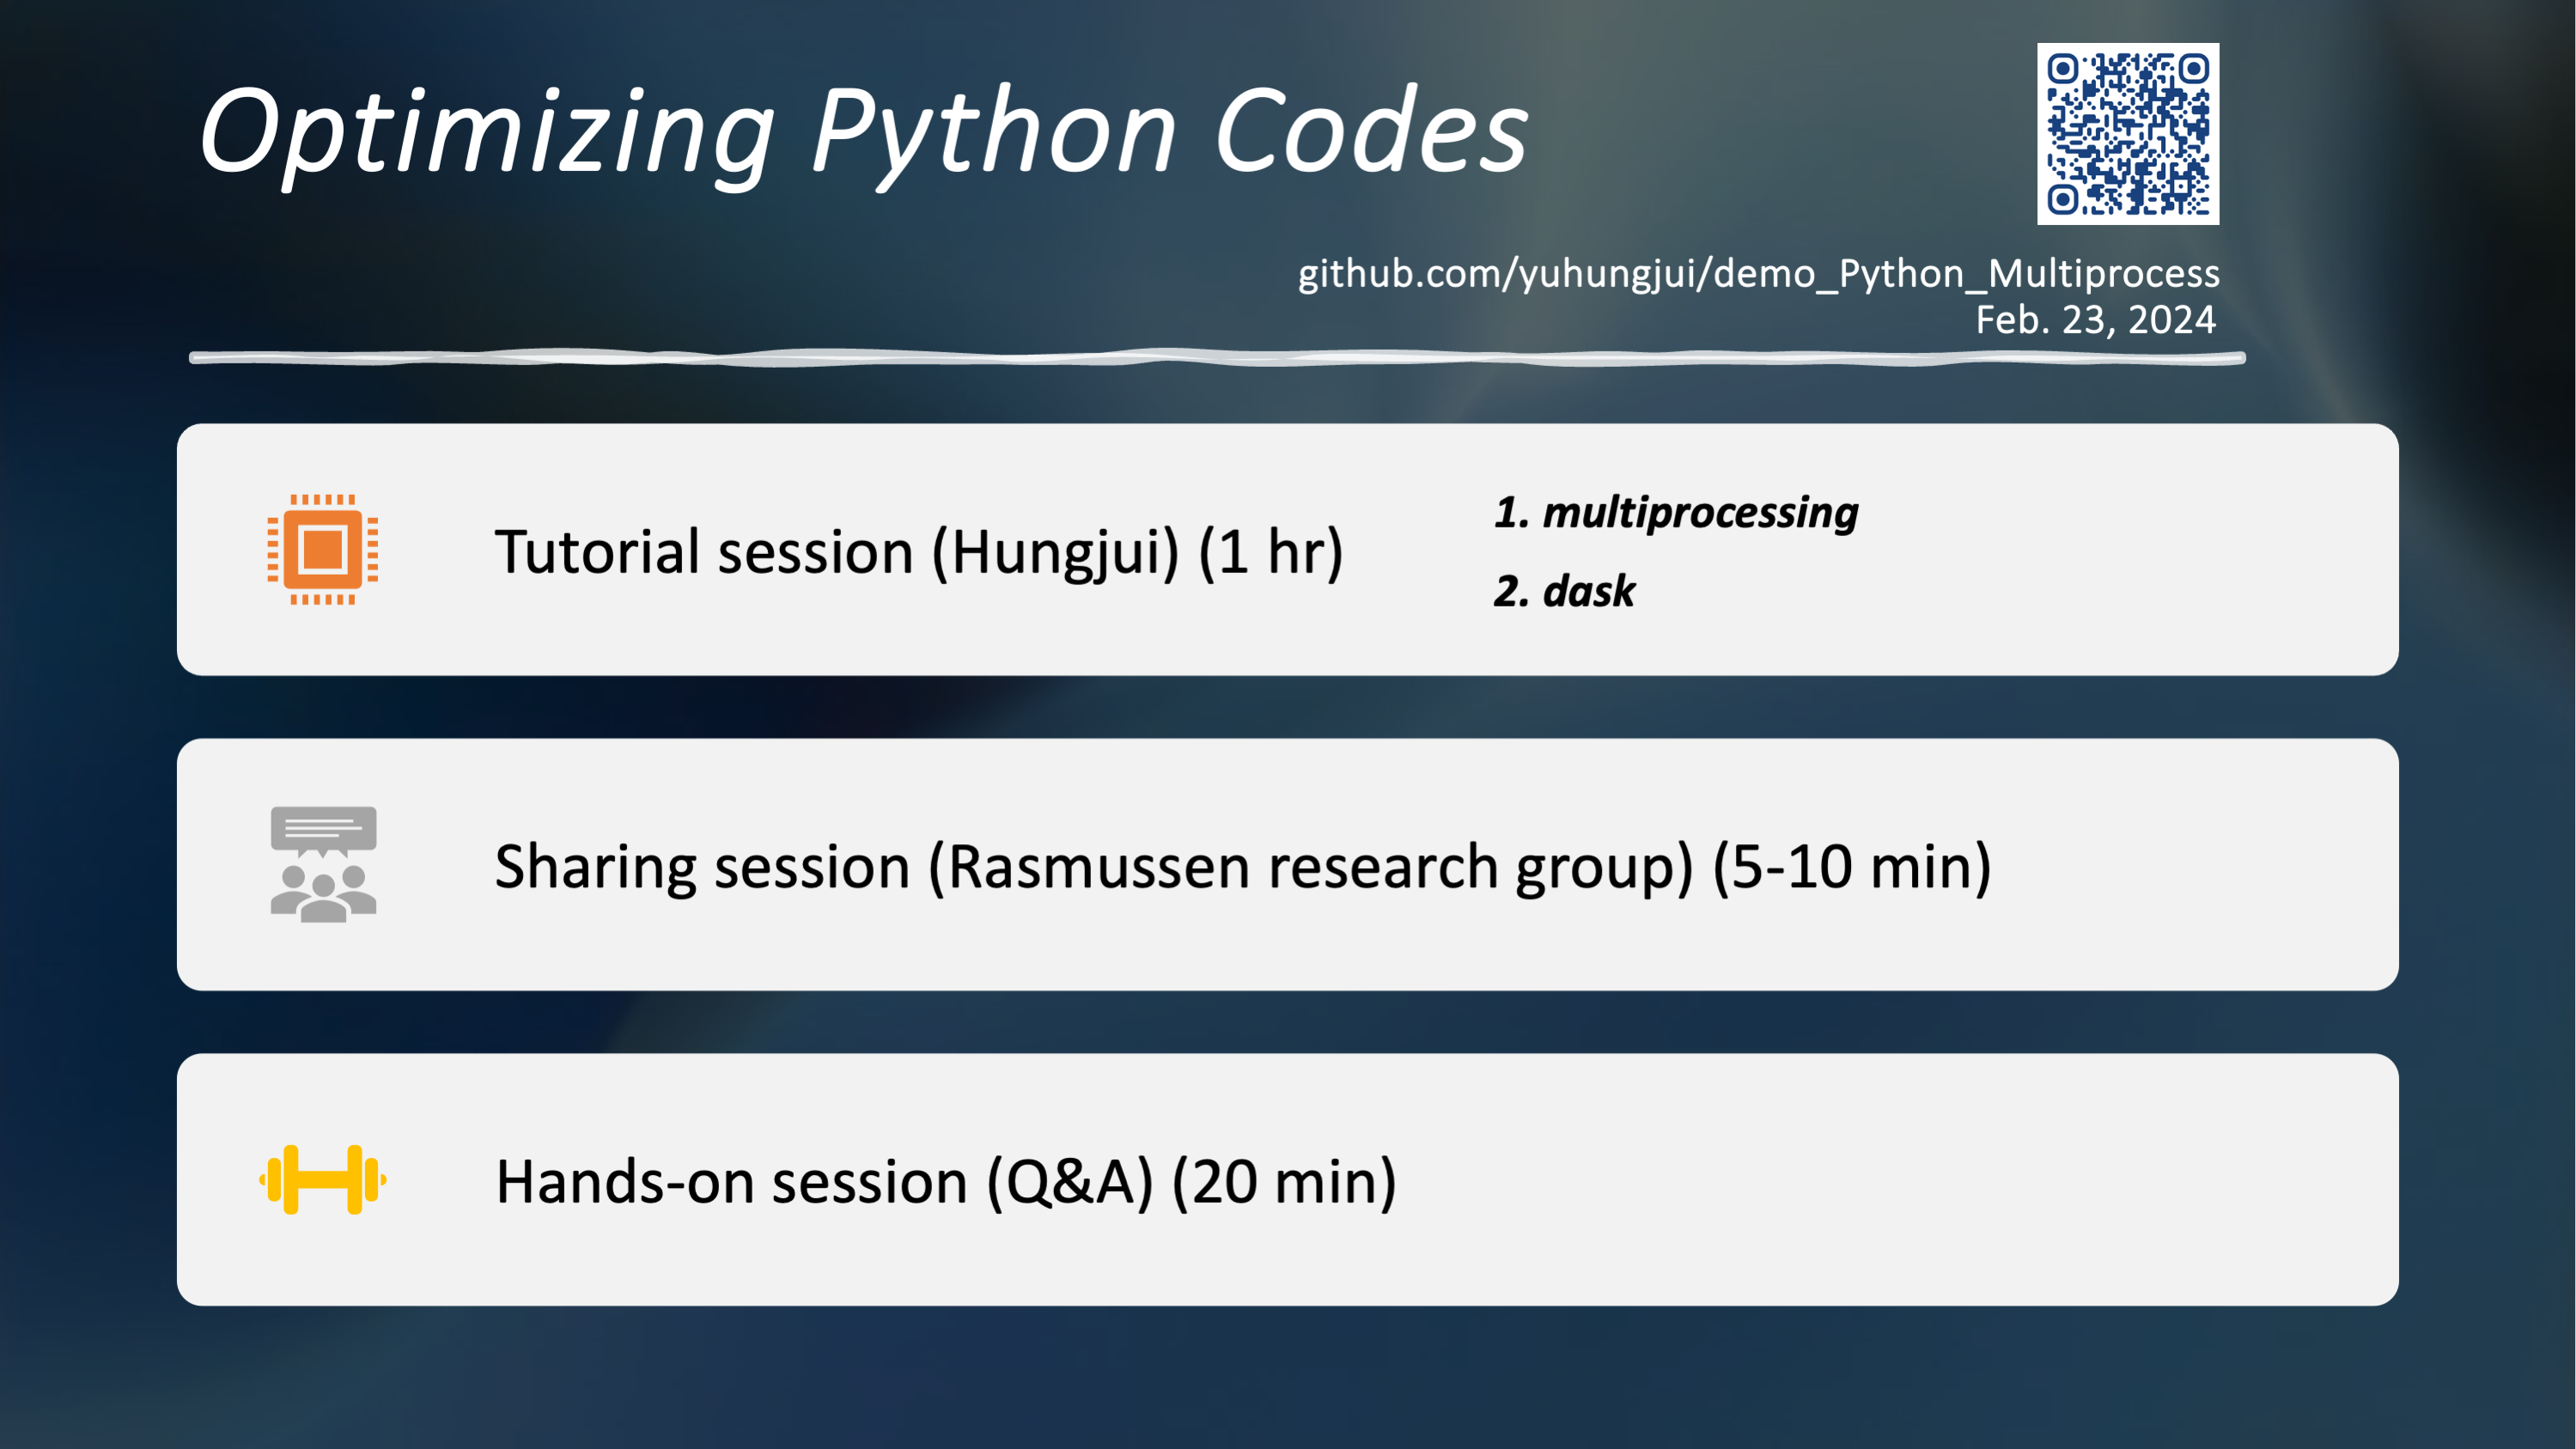 Optimizing Python Codes
github.com/yuhungjui/demo_Python_Multiprocess
Feb. 23, 2024
Tutorial session (Hungjui) (1 hr)
1. multiprocessing
2. dask
Sharing session (Rasmussen research group) (5-10 min)
Hands-on session (Q&A) (20 min)